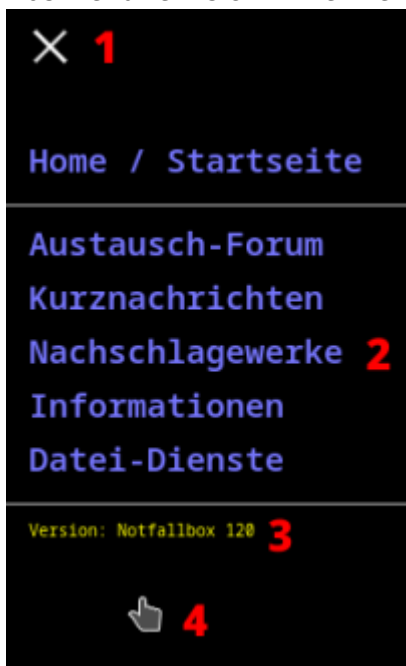 1
Home / Startseite
Austausch-Forum
Kurznachrichten
Nachschlagewerke 2
Informationen
Datei-Dienste
Version: Notfallbox 120 3
4